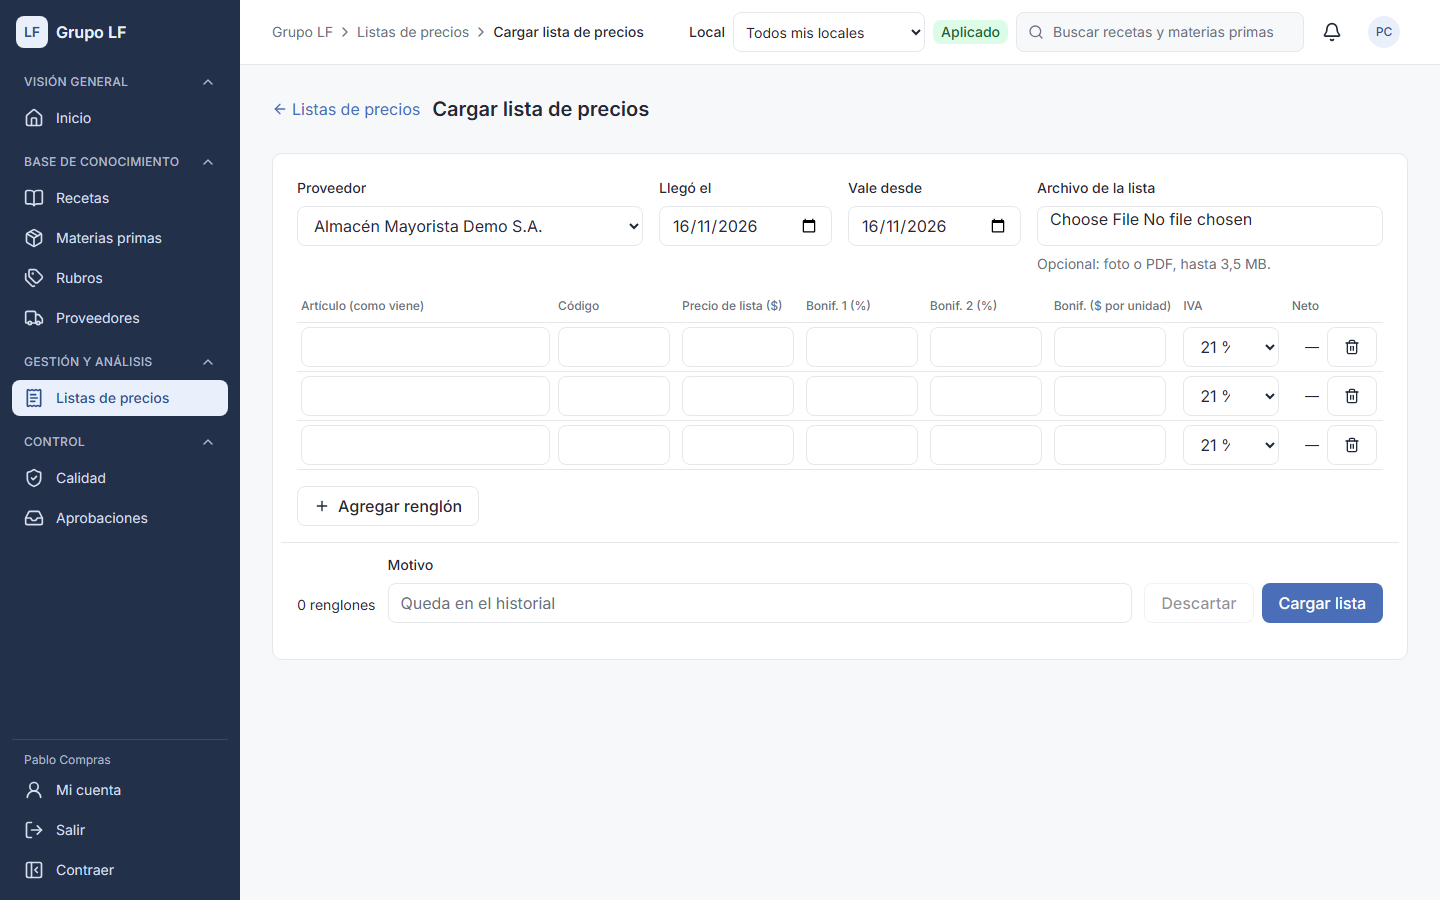 LF Grupo LF
VISIÓN GENERAL
Inicio
BASE DE CONOCIMIENTO
Recetas
Materias primas
Rubros
Proveedores
GESTIÓN Y ANÁLISIS
Listas de precios
CONTROL
Calidad
Aprobaciones
Pablo Compras
Mi cuenta
Salir
Contraer
Grupo LF > Listas de precios > Cargar lista de precios
Local Todos mis locales Aplicado Buscar recetas y materias primas PC
← Listas de precios Cargar lista de precios
Proveedor Llegó el Vale desde Archivo de la lista
Almacén Mayorista Demo S.A. 16/11/2026 16/11/2026 Choose File No file chosen
Opcional: foto o PDF, hasta 3,5 MB.
Artículo (como viene) Código Precio de lista ($) Bonif. 1 (%) Bonif. 2 (%) Bonif. ($ por unidad) IVA Neto
21 % —
21 % —
21 % —
+ Agregar renglón
Motivo
0 renglones Queda en el historial Descartar Cargar lista